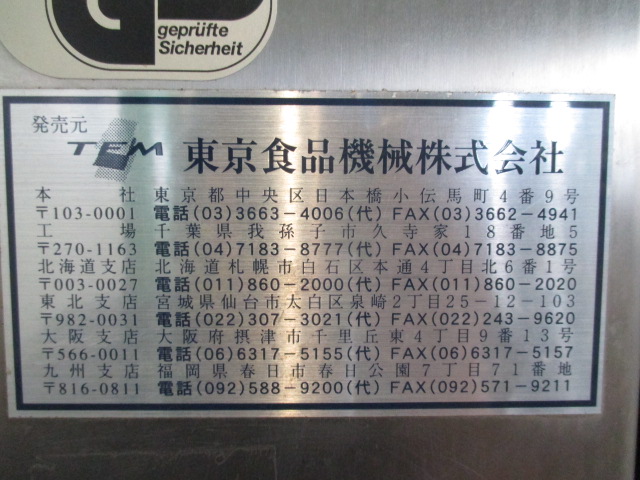 geprüfte
Sicherheit
発売元
TEM 東京食品機械株式会社
本社 東京都中央区日本橋小伝馬町4番9号
〒103-0001 電話(03)3663-4006(代) FAX(03)3662-4941
工場 千葉県我孫子市久寺家18番地5
〒270-1163 電話(04)7183-8777(代) FAX(04)7183-8875
北海道支店 北海道札幌市白石区本通4丁目北6番1号
〒003-0027 電話(011)860-2000(代) FAX(011)860-2020
東北支店 宮城県仙台市太白区泉崎2丁目25-12-103
〒982-0031 電話(022)307-3021(代) FAX(022)243-9620
大阪支店 大阪府摂津市千里丘東4丁目9番13号
〒566-0011 電話(06)6317-5155(代) FAX(06)6317-5157
九州支店 福岡県春日市春日公園7丁目71番地
〒816-0811 電話(092)588-9200(代) FAX(092)571-9211